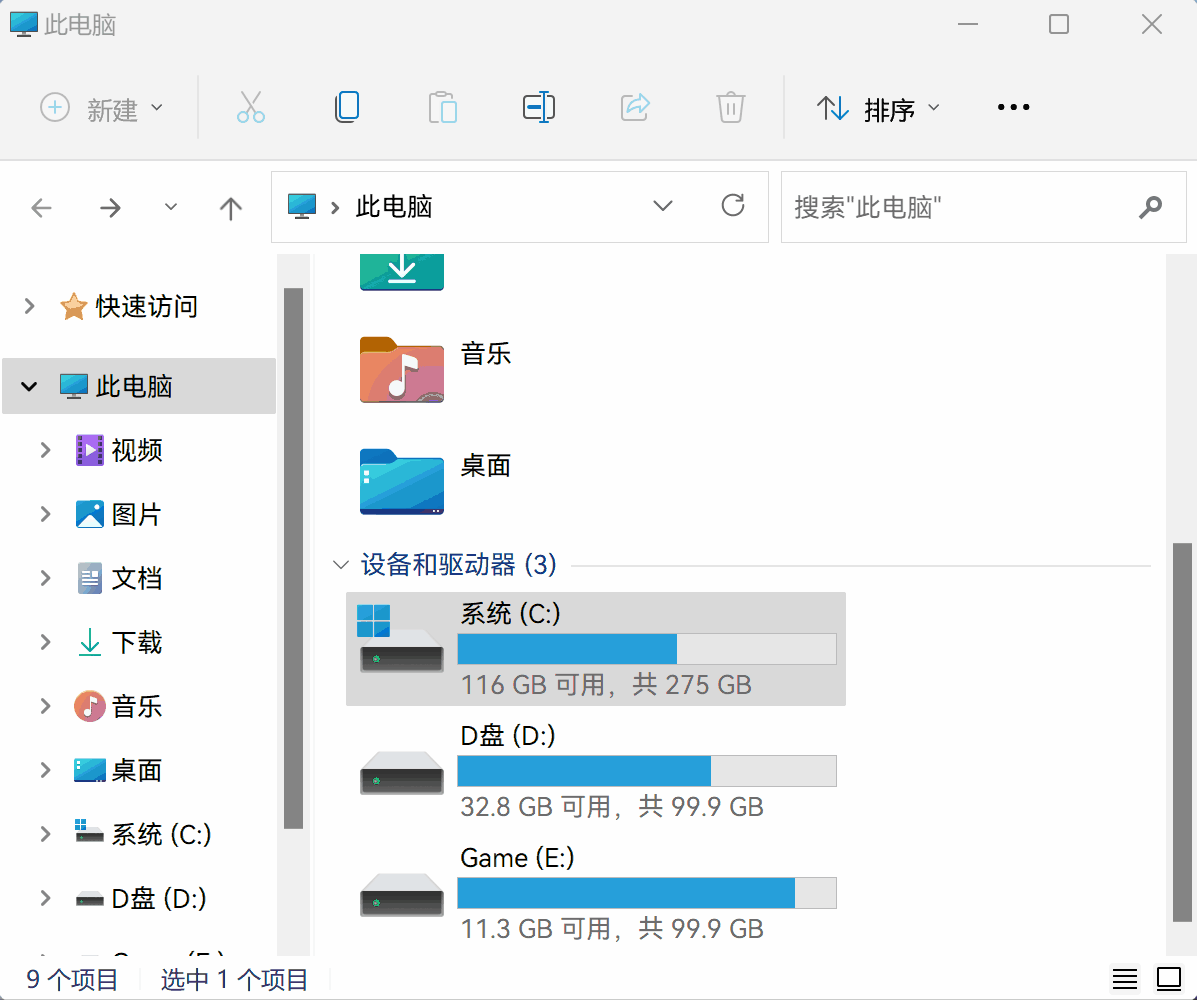 此电脑
新建
排序
此电脑
搜索"此电脑"
快速访问
此电脑
视频
图片
文档
下载
音乐
桌面
系统 (C:)
D盘 (D:)
音乐
桌面
设备和驱动器 (3)
系统 (C:)
116 GB 可用，共 275 GB
D盘 (D:)
32.8 GB 可用，共 99.9 GB
Game (E:)
11.3 GB 可用，共 99.9 GB
9 个项目
选中 1 个项目